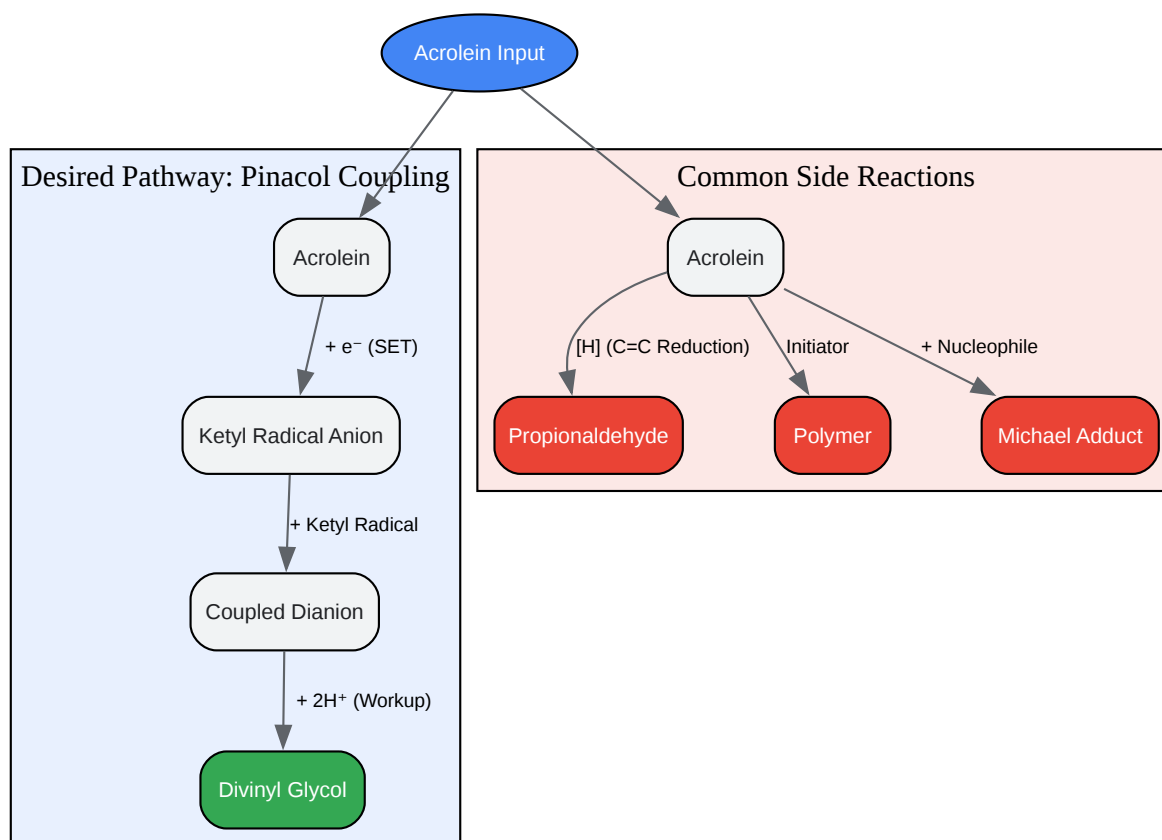 Acrolein Input
Desired Pathway: Pinacol Coupling
Acrolein
+ e⁻ (SET)
Ketyl Radical Anion
+ Ketyl Radical
Coupled Dianion
+ 2H⁺ (Workup)
Divinyl Glycol
Common Side Reactions
Acrolein
[H] (C=C Reduction)
Initiator
+ Nucleophile
Propionaldehyde
Polymer
Michael Adduct